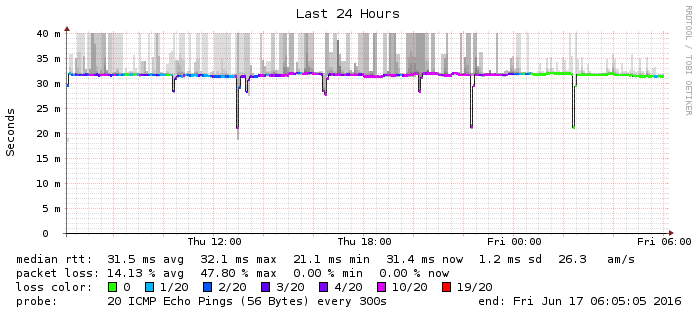 Last 24 Hours
RRDTOOL / TOBI OETIKER
Seconds
40 m
35 m
30 m
25 m
20 m
15 m
10 m
5 m
0
Thu 12:00 Thu 18:00 Fri 00:00 Fri 06:00
median rtt: 31.5 ms avg 32.1 ms max 21.1 ms min 31.4 ms now 1.2 ms sd 26.3 am/s
packet loss: 14.13 % avg 47.80 % max 0.00 % min 0.00 % now
loss color: 0 1/20 2/20 3/20 4/20 10/20 19/20
probe: 20 ICMP Echo Pings (56 Bytes) every 300s end: Fri Jun 17 06:05:05 2016